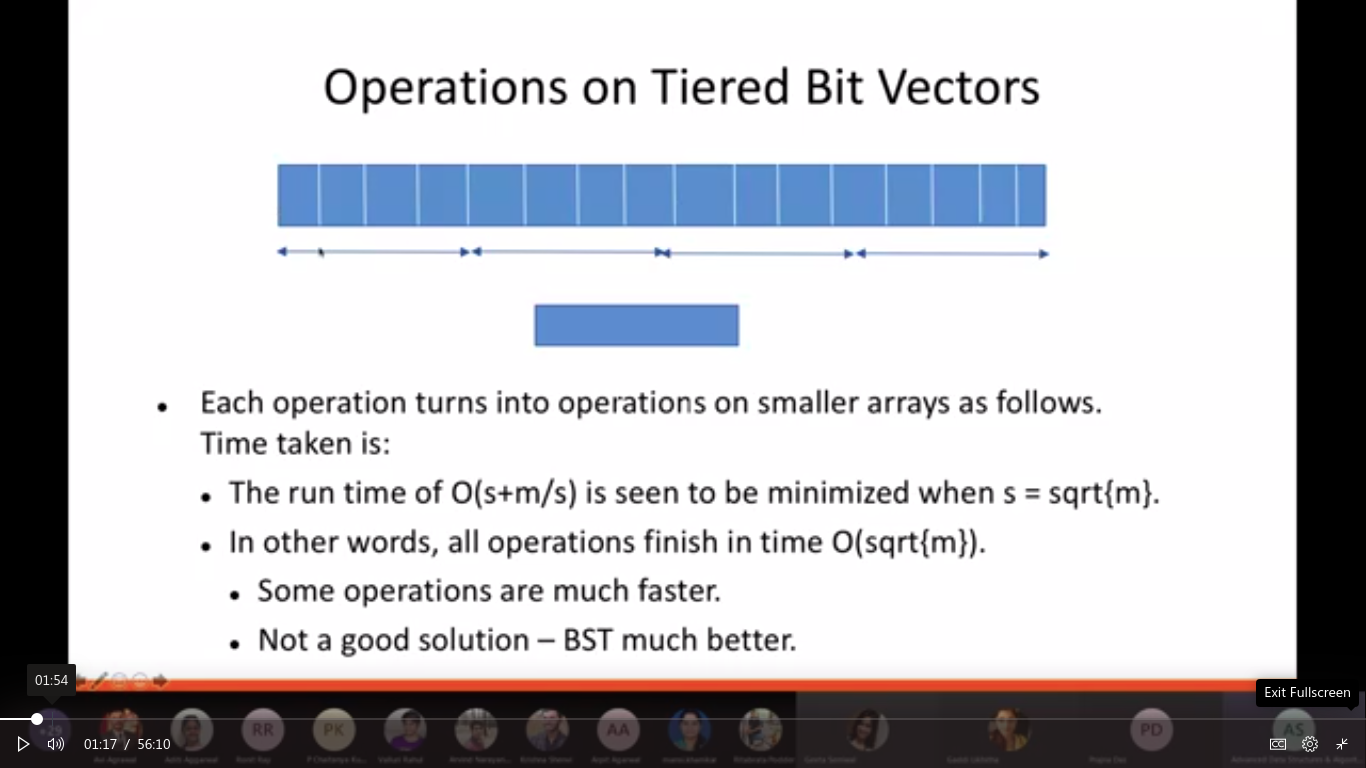 Operations on Tiered Bit Vectors
• Each operation turns into operations on smaller arrays as follows.
Time taken is:
• The run time of O(s+m/s) is seen to be minimized when s = sqrt{m}.
• In other words, all operations finish in time O(sqrt{m}).
• Some operations are much faster.
• Not a good solution – BST much better.
01:54
Exit Fullscreen
RR PK AA PD AS
01:17 / 56:10
CC